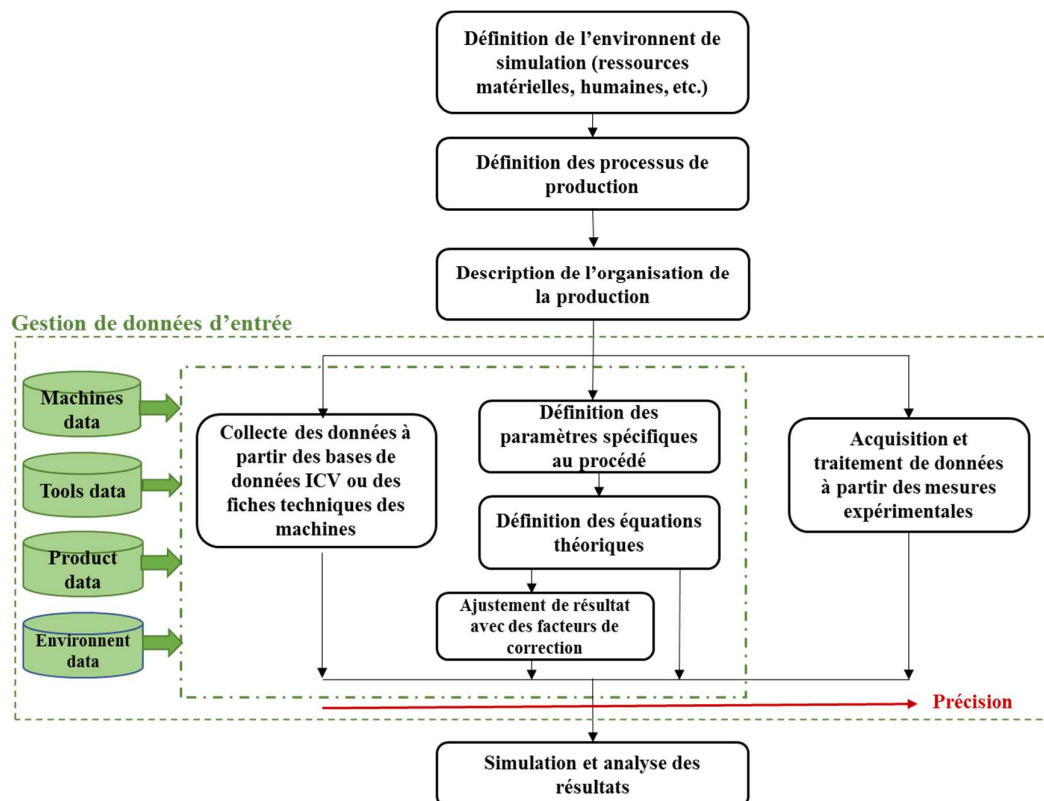 Définition de l’environnent de
simulation (ressources
matérielles, humaines, etc.)
Définition des processus de
production
Description de l’organisation de
la production
Gestion de données d’entrée
Machines
data
Tools data
Product
data
Environnent
data
Collecte des données à
partir des bases de
données ICV ou des
fiches techniques des
machines
Définition des
paramètres spécifiques
au procédé
Définition des équations
théoriques
Ajustement de résultat
avec des facteurs de
correction
Acquisition et
traitement de données
à partir des mesures
expérimentales
Précision
Simulation et analyse des
résultats